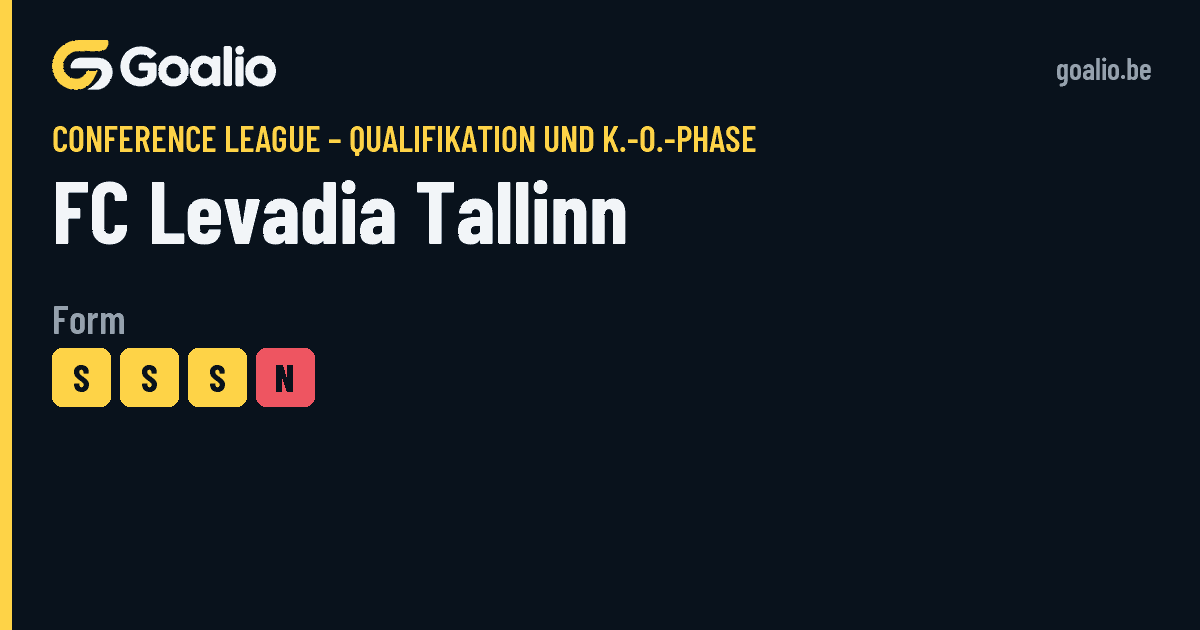 Goalio
goalio.be
CONFERENCE LEAGUE – QUALIFIKATION UND K.-O.-PHASE
FC Levadia Tallinn
Form
S S S N